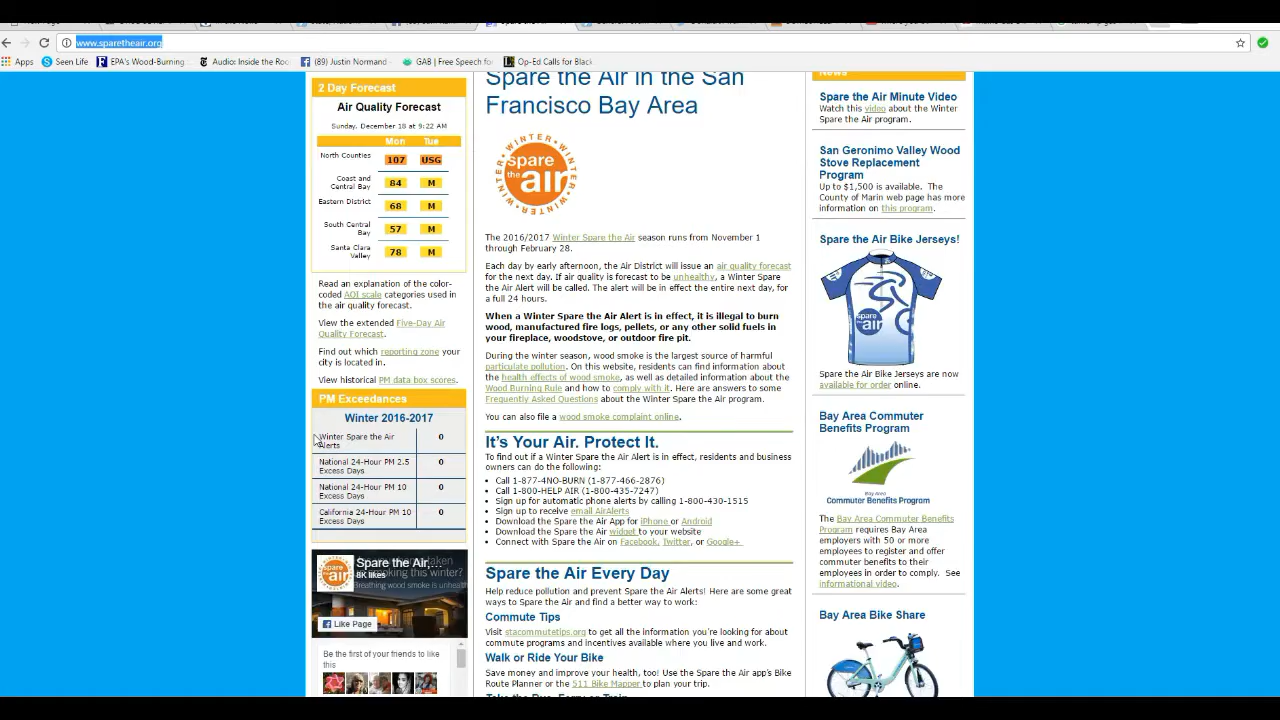 www.sparetheair.org
Apps
Seen Life
EPA's Wood-Burning
Audio: Inside the Roo
(89) Justin Normand
GAB | Free Speech for
Op-Ed Calls for Black
2 Day Forecast
Air Quality Forecast
Sunday, December 18 at 9:22 AM
Mon Tue
North Counties 107 USG
Coast and
Central Bay 84 M
Eastern District 68 M
South Central
Bay 57 M
Santa Clara
Valley 78 M
Read an explanation of the color-
coded AQI scale categories used in
the air quality forecast.
View the extended Five-Day Air
Quality Forecast.
Find out which reporting zone your
city is located in.
View historical PM data box scores.
PM Exceedances
Winter 2016-2017
Winter Spare the Air
Alerts 0
National 24-Hour PM 2.5
Excess Days 0
National 24-Hour PM 10
Excess Days 0
California 24-Hour PM 10
Excess Days 0
Spare the Air...
8K likes
smoking this winter?
Breathing wood smoke is unhealt
Like Page
Be the first of your friends to like
this
Spare the Air in the San
Francisco Bay Area
WINTER WINTER WINTER
spare
the air
The 2016/2017 Winter Spare the Air season runs from November 1
through February 28.
Each day by early afternoon, the Air District will issue an air quality forecast
for the next day. If air quality is forecast to be unhealthy, a Winter Spare
the Air Alert will be called. The alert will be in effect the entire next day, for
a full 24 hours.
When a Winter Spare the Air Alert is in effect, it is illegal to burn
wood, manufactured fire logs, pellets, or any other solid fuels in
your fireplace, woodstove, or outdoor fire pit.
During the winter season, wood smoke is the largest source of harmful
particulate pollution. On this website, residents can find information about
the health effects of wood smoke, as well as detailed information about the
Wood Burning Rule and how to comply with it. Here are answers to some
Frequently Asked Questions about the Winter Spare the Air program.
You can also file a wood smoke complaint online.
It's Your Air. Protect It.
To find out if a Winter Spare the Air Alert is in effect, residents and business
owners can do the following:
• Call 1-877-4NO-BURN (1-877-466-2876)
• Call 1-800-HELP AIR (1-800-435-7247)
• Sign up for automatic phone alerts by calling 1-800-430-1515
• Sign up to receive email AirAlerts
• Download the Spare the Air App for iPhone or Android
• Download the Spare the Air widget to your website
• Connect with Spare the Air on Facebook, Twitter, or Google+
Spare the Air Every Day
Help reduce pollution and prevent Spare the Air Alerts! Here are some great
ways to Spare the Air and find a better way to work:
Commute Tips
Visit stacommutetips.org to get all the information you're looking for about
commute programs and incentives available where you live and work.
Walk or Ride Your Bike
Save money and improve your health, too! Use the Spare the Air app's Bike
Route Planner or the 511 Bike Mapper to plan your trip.
Take the Bus, Ferry or Train
News
Spare the Air Minute Video
Watch this video about the Winter
Spare the Air program.
San Geronimo Valley Wood
Stove Replacement
Program
Up to $1,500 is available. The
County of Marin web page has more
information on this program.
Spare the Air Bike Jerseys!
spare
the air
Spare the Air Bike Jerseys are now
available for order online.
Bay Area Commuter
Benefits Program
Bay Area
Commuter Benefits Program
The Bay Area Commuter Benefits
Program requires Bay Area
employers with 50 or more
employees to register and offer
commuter benefits to their
employees in order to comply. See
informational video.
Bay Area Bike Share